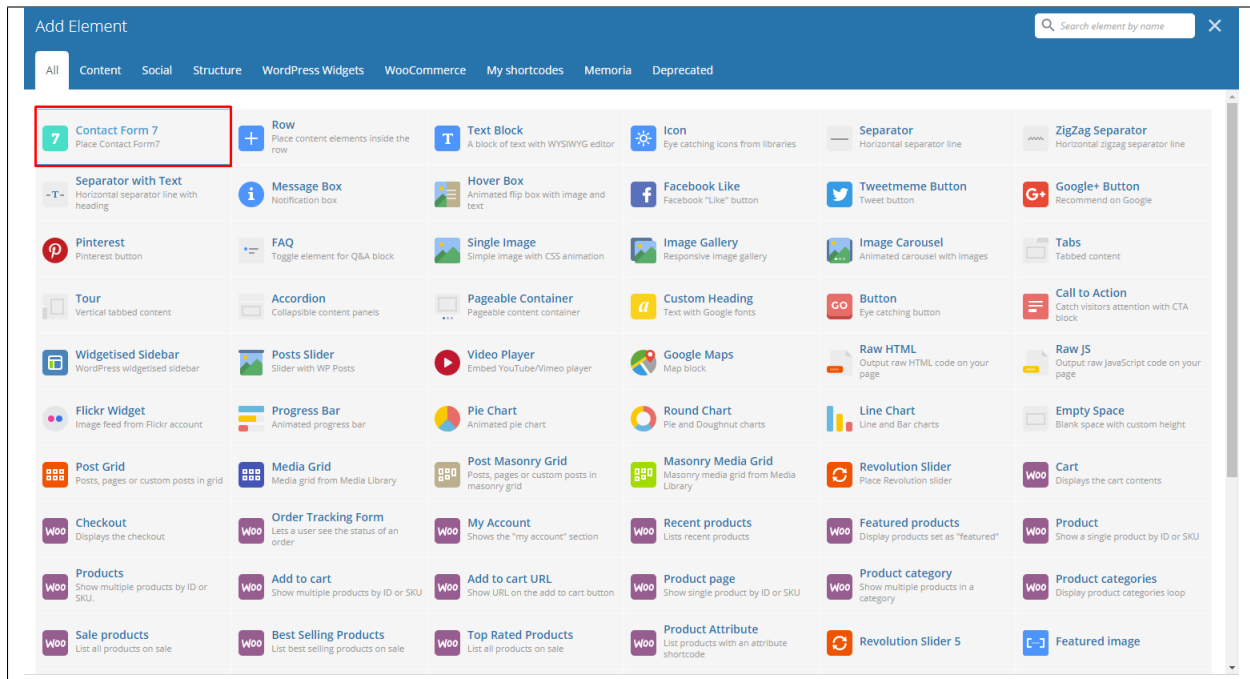 Add Element
Search element by name
All Content Social Structure WordPress Widgets WooCommerce My shortcodes Memoria Deprecated
7
Contact Form 7
Place Contact Form7
Row
Place content elements inside the
row
T
Text Block
A block of text with WYSIWYG editor
Icon
Eye catching icons from libraries
Separator
Horizontal separator line
ZigZag Separator
Horizontal zigzag separator line
-T-
Separator with Text
Horizontal separator line with
heading
i
Message Box
Notification box
Hover Box
Animated flip box with image and
text
f
Facebook Like
Facebook "Like" button
Tweetmeme Button
Tweet button
G+
Google+ Button
Recommend on Google
Pinterest
Pinterest button
FAQ
Toggle element for Q&A block
Single Image
Simple image with CSS animation
Image Gallery
Responsive image gallery
Image Carousel
Animated carousel with images
Tabs
Tabbed content
Tour
Vertical tabbed content
Accordion
Collapsible content panels
Pageable Container
Pageable content container
a
Custom Heading
Text with Google fonts
GO
Button
Eye catching button
Call to Action
Catch visitors attention with CTA
block
Widgetised Sidebar
WordPress widgetised sidebar
Posts Slider
Slider with WP Posts
Video Player
Embed YouTube/Vimeo player
Google Maps
Map block
Raw HTML
Output raw HTML code on your
page
Raw JS
Output raw JavaScript code on your
page
Flickr Widget
Image feed from Flickr account
Progress Bar
Animated progress bar
Pie Chart
Animated pie chart
Round Chart
Pie and Doughnut charts
Line Chart
Line and Bar charts
Empty Space
Blank space with custom height
Post Grid
Posts, pages or custom posts in grid
Media Grid
Media grid from Media Library
Post Masonry Grid
Posts, pages or custom posts in
masonry grid
Masonry Media Grid
Masonry media grid from Media
Library
Revolution Slider
Place Revolution slider
Woo
Cart
Displays the cart contents
Woo
Checkout
Displays the checkout
Woo
Order Tracking Form
Lets a user see the status of an
order
Woo
My Account
Shows the "my account" section
Woo
Recent products
Lists recent products
Woo
Featured products
Display products set as "featured"
Woo
Product
Show a single product by ID or SKU
Woo
Products
Show multiple products by ID or
SKU.
Woo
Add to cart
Show multiple products by ID or SKU
Woo
Add to cart URL
Show URL on the add to cart button
Woo
Product page
Show single product by ID or SKU
Woo
Product category
Show multiple products in a
category
Woo
Product categories
Display product categories loop
Woo
Sale products
List all products on sale
Woo
Best Selling Products
List best selling products on sale
Woo
Top Rated Products
List all products on sale
Woo
Product Attribute
List products with an attribute
shortcode
Revolution Slider 5
Featured image